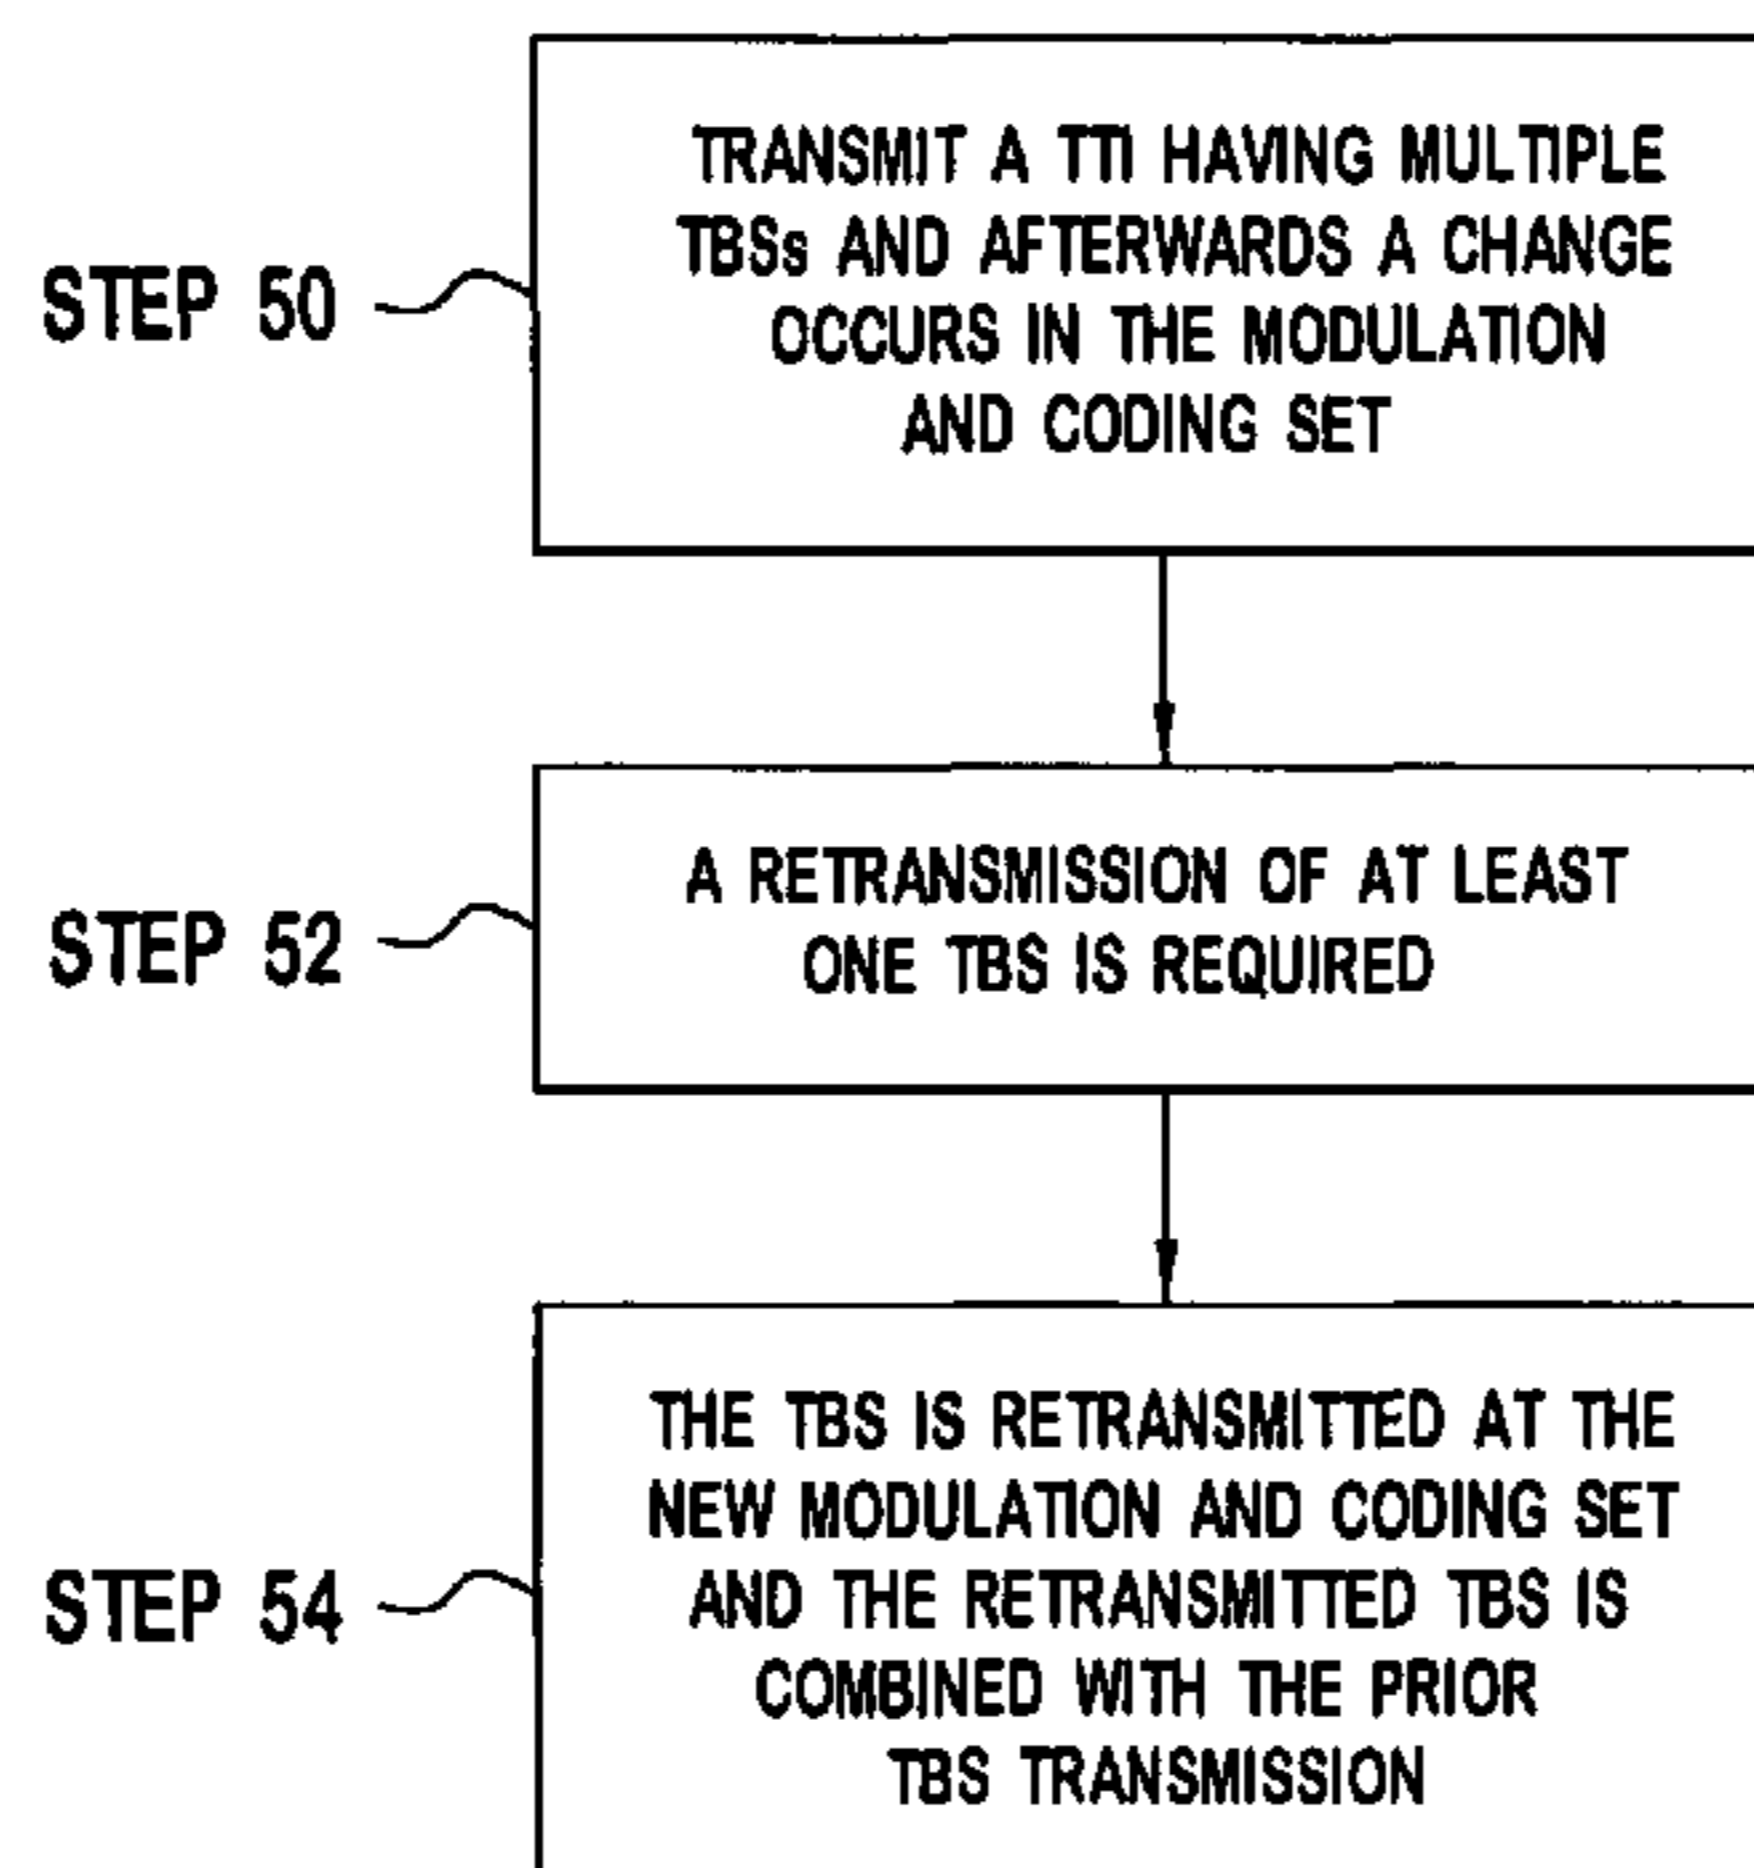 TRANSMIT A TTI HAVING MULTIPLE
TBSs AND AFTERWARDS A CHANGE
OCCURS IN THE MODULATION
AND CODING SET
STEP 50
A RETRANSMISSION OF AT LEAST
ONE TBS IS REQUIRED
STEP 52
THE TBS IS RETRANSMITTED AT THE
NEW MODULATION AND CODING SET
AND THE RETRANSMITTED TBS IS
COMBINED WITH THE PRIOR
TBS TRANSMISSION
STEP 54